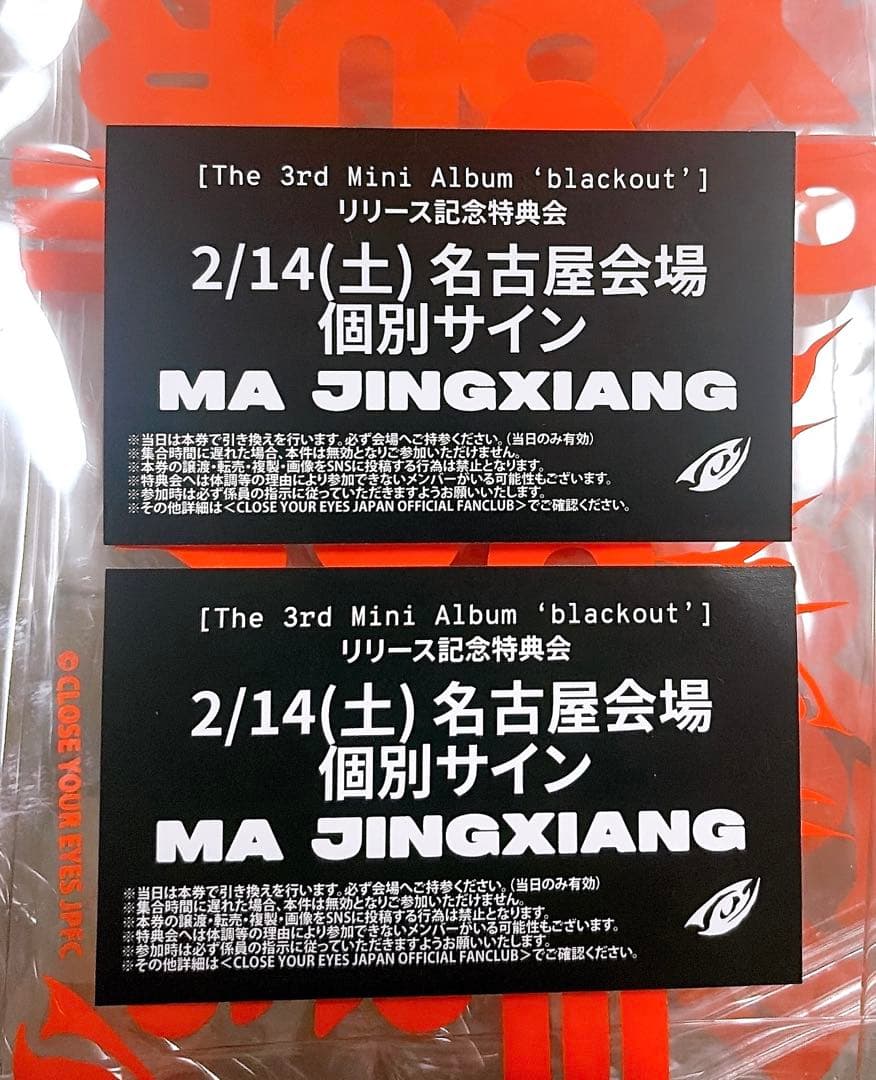 YOUR
[The 3rd Mini Album ‘blackout’]
リリース記念特典会
2/14(土) 名古屋会場
個別サイン
MA JINGXIANG
※当日は本券で引き換えを行います。必ず会場へご持参ください。(当日のみ有効)
※集合時間に遅れた場合、本件は無効となりご参加いただけません。
※本券の譲渡・転売・複製・画像をSNSに投稿する行為は禁止となります。
※特典会へは体調等の理由により参加できないメンバーがいる可能性もございます。
※参加時は必ず係員の指示に従っていただきますようお願いいたします。
※その他詳細は<CLOSE YOUR EYES JAPAN OFFICIAL FANCLUB>でご確認ください。
[The 3rd Mini Album ‘blackout’]
リリース記念特典会
2/14(土) 名古屋会場
個別サイン
MA JINGXIANG
※当日は本券で引き換えを行います。必ず会場へご持参ください。(当日のみ有効)
※集合時間に遅れた場合、本件は無効となりご参加いただけません。
※本券の譲渡・転売・複製・画像をSNSに投稿する行為は禁止となります。
※特典会へは体調等の理由により参加できないメンバーがいる可能性もございます。
※参加時は必ず係員の指示に従っていただきますようお願いいたします。
※その他詳細は<CLOSE YOUR EYES JAPAN OFFICIAL FANCLUB>でご確認ください。
CLOSE YOUR EYES JPFC